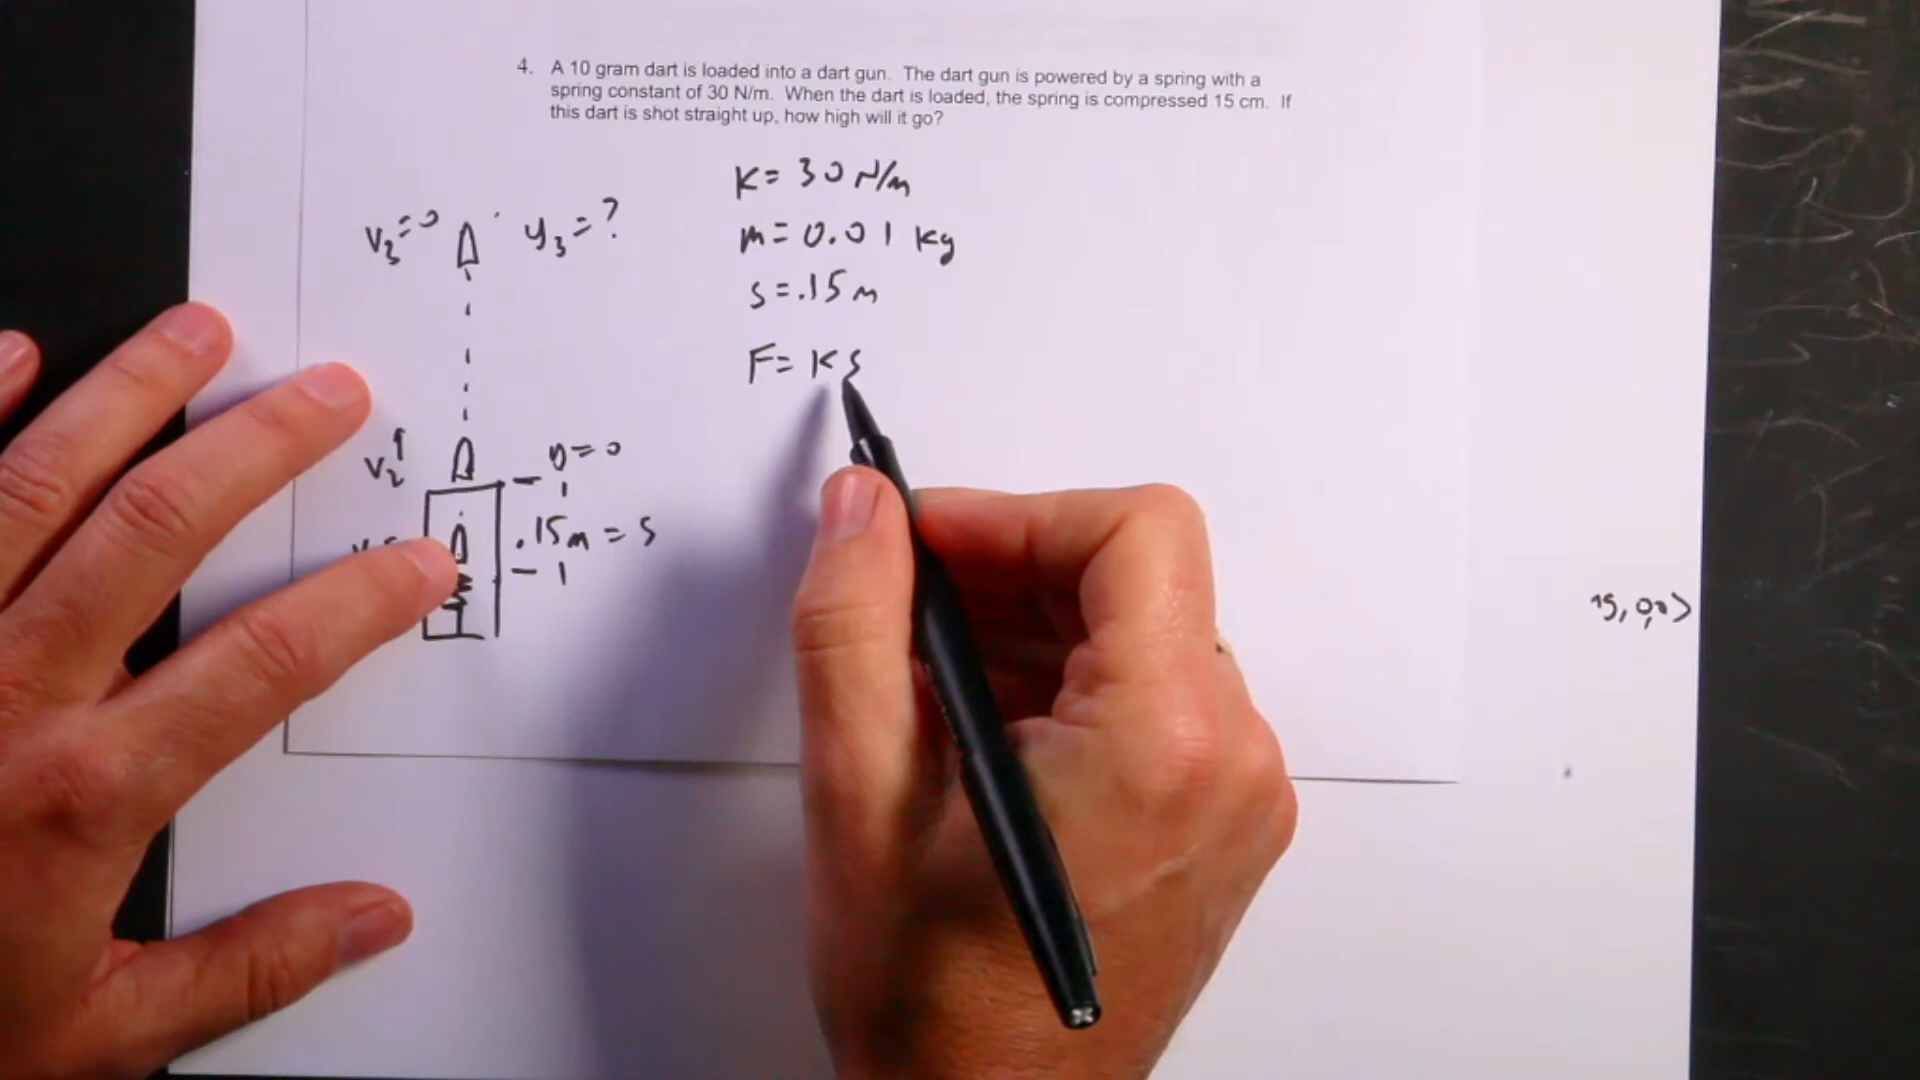 4. A 10 gram dart is loaded into a dart gun. The dart gun is powered by a spring with a
spring constant of 30 N/m. When the dart is loaded, the spring is compressed 15 cm. If
this dart is shot straight up, how high will it go?
K = 30 N/m
v3 = 0
y3 = ?
m = 0.01 kg
s = .15 m
F = K s
v2
y = 0
.15m = s